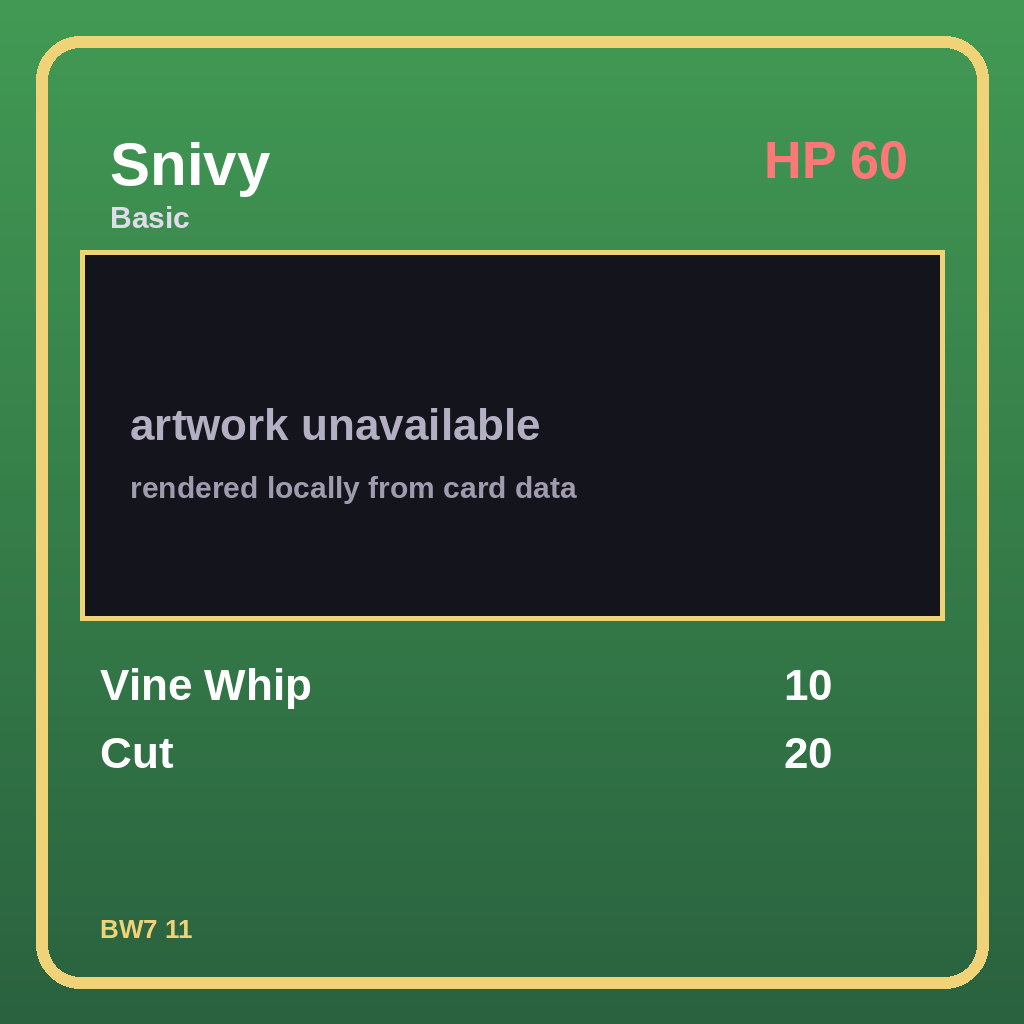 Snivy HP 60
Basic
artwork unavailable
rendered locally from card data
Vine Whip 10
Cut 20
BW7 11